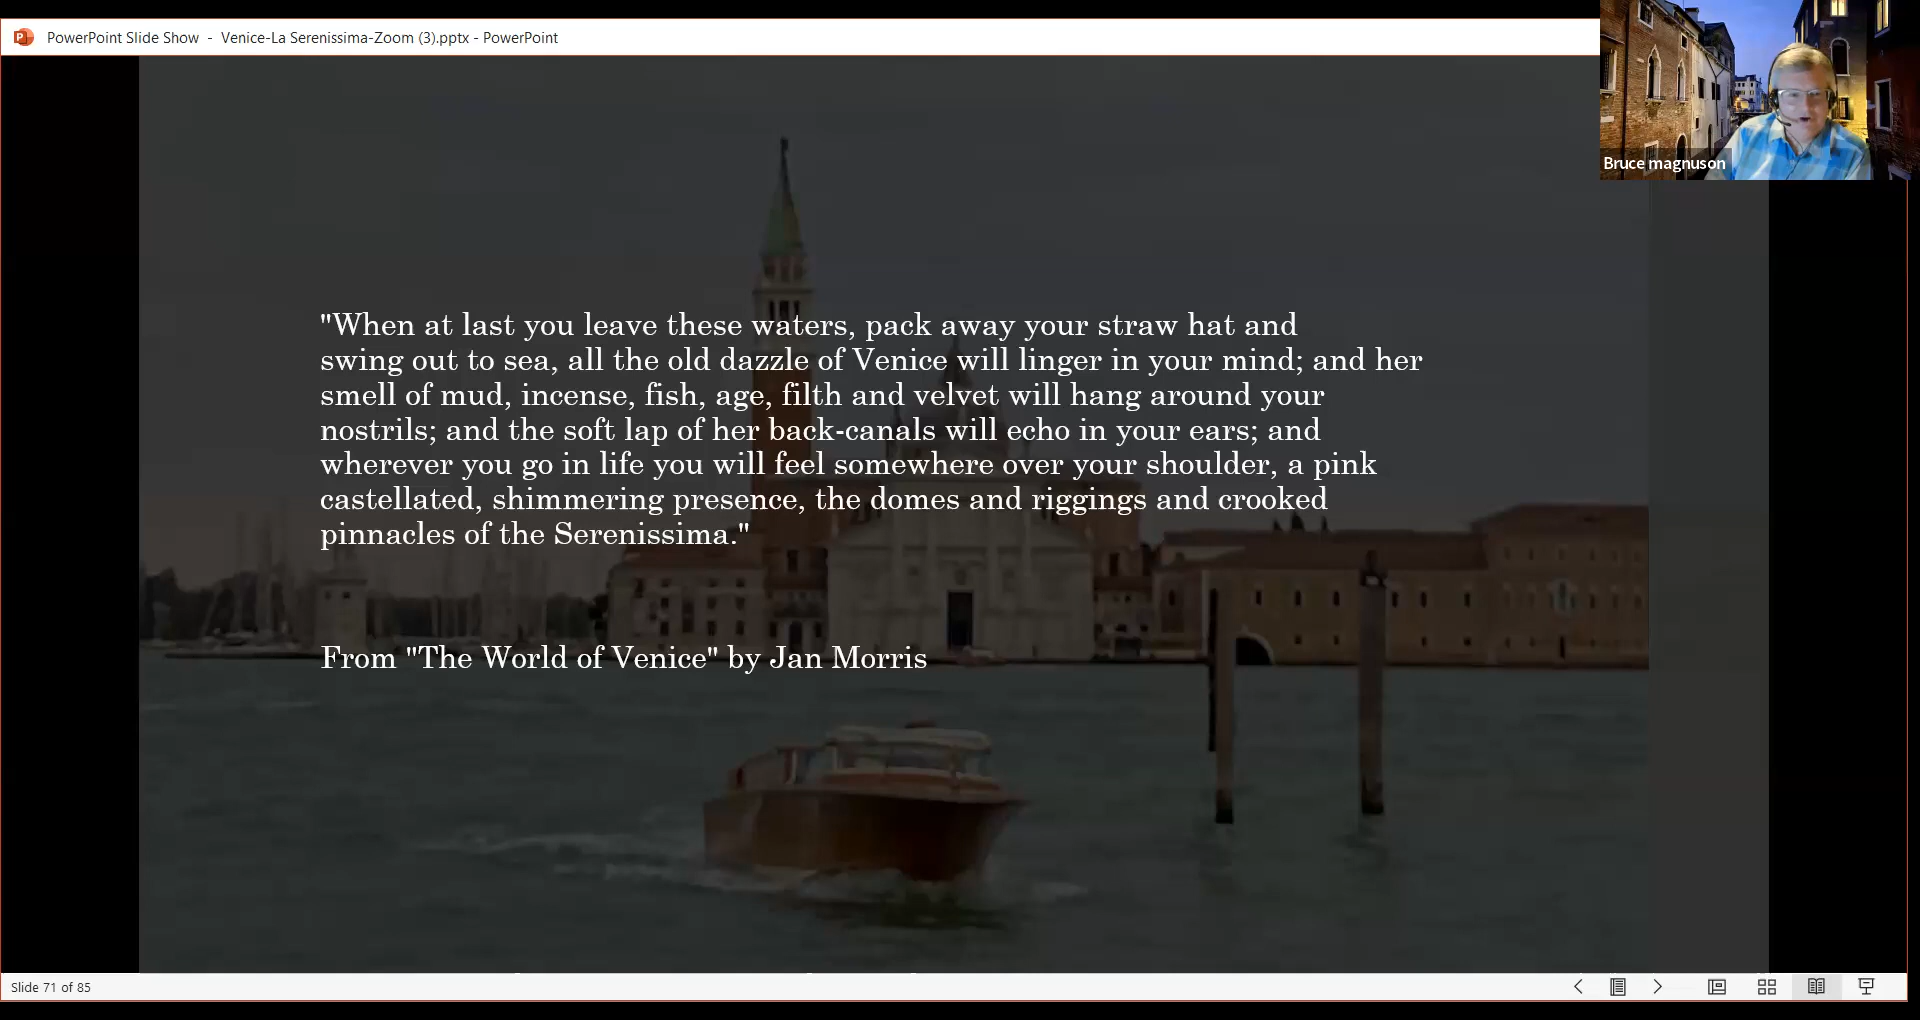 PowerPoint Slide Show - Venice-La Serenissima-Zoom (3).pptx - PowerPoint
Bruce magnuson
"When at last you leave these waters, pack away your straw hat and
swing out to sea, all the old dazzle of Venice will linger in your mind; and her
smell of mud, incense, fish, age, filth and velvet will hang around your
nostrils; and the soft lap of her back-canals will echo in your ears; and
wherever you go in life you will feel somewhere over your shoulder, a pink
castellated, shimmering presence, the domes and riggings and crooked
pinnacles of the Serenissima."
From "The World of Venice" by Jan Morris
Slide 71 of 85